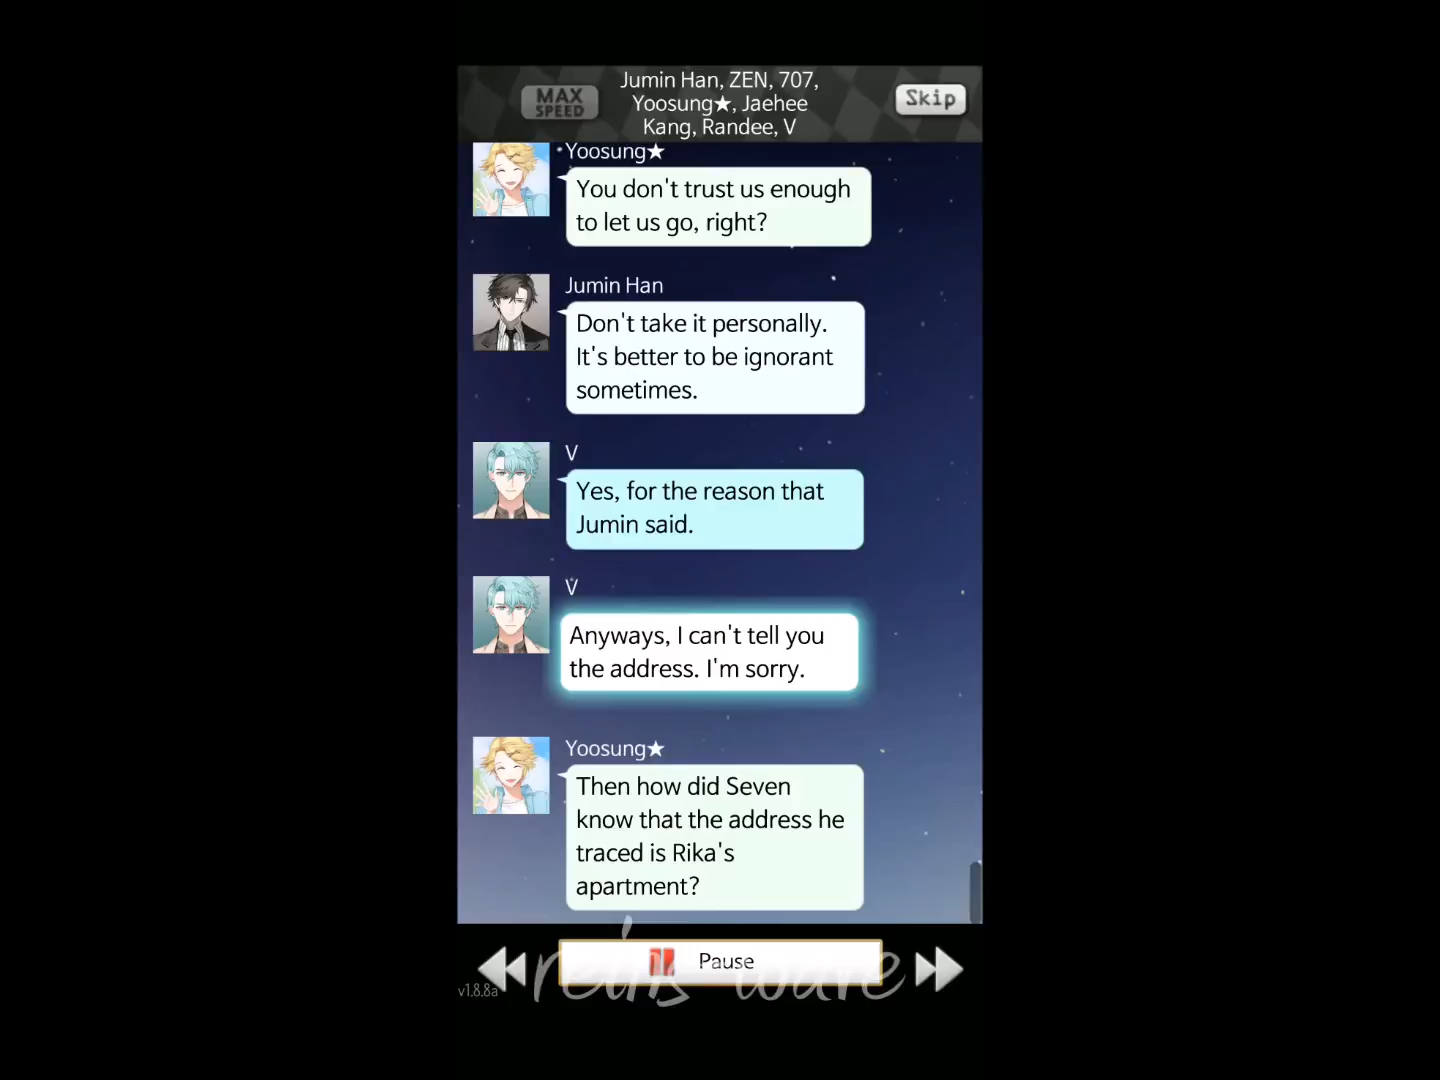 Jumin Han, ZEN, 707,
MAX
SPEED
Yoosung★, Jaehee
Skip
Kang, Randee, V
Yoosung★
You don't trust us enough
to let us go, right?
Jumin Han
Don't take it personally.
It's better to be ignorant
sometimes.
V
Yes, for the reason that
Jumin said.
V
Anyways, I can't tell you
the address. I'm sorry.
Yoosung★
Then how did Seven
know that the address he
traced is Rika's
apartment?
Pause
v1.8.8a